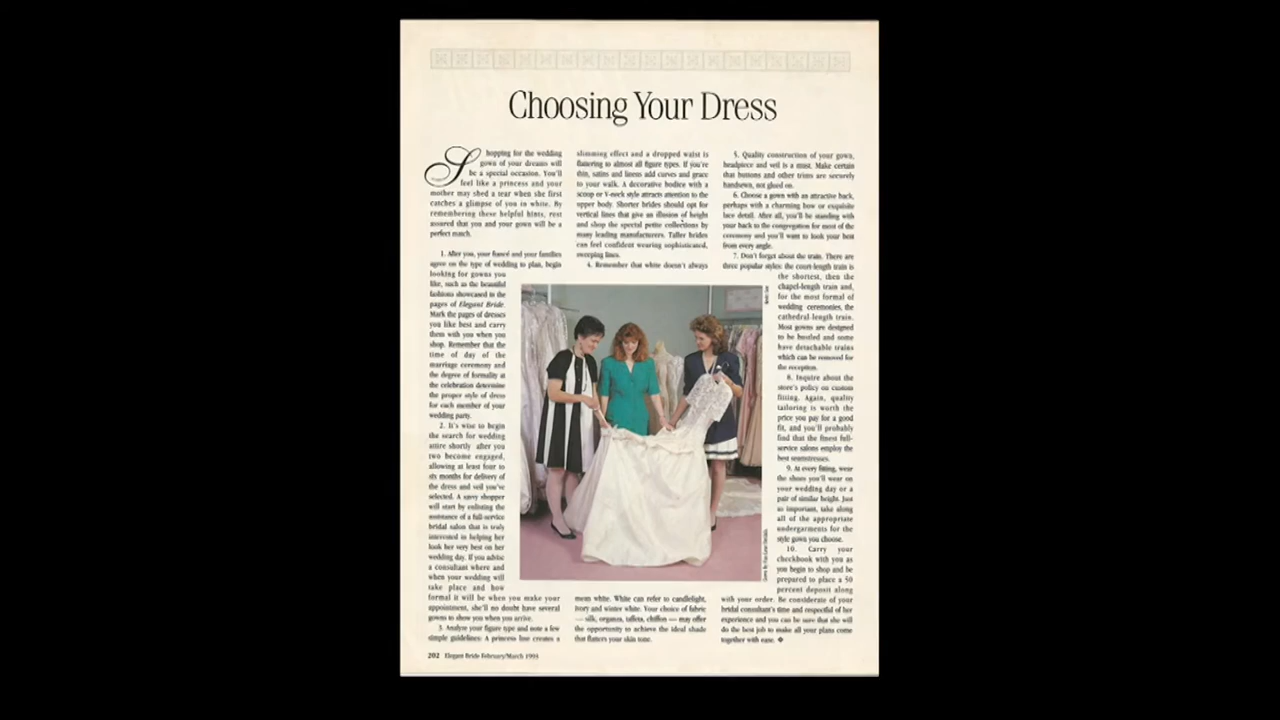 Choosing Your Dress
Shopping for the wedding
gown of your dreams will
be a special occasion. You'll
feel like a princess and your
mother may shed a tear when she first
catches a glimpse of you in white. By
remembering these helpful hints, rest
assured that you and your gown will be a
perfect match.
1. After you, your fiancé and your families
agree on the type of wedding to plan, begin
looking for gowns you
like, such as the beautiful
fashions showcased in the
pages of Elegant Bride.
Mark the pages of dresses
you like best and carry
them with you when you
shop. Remember that the
time of day of the
marriage ceremony and
the degree of formality at
the celebration determine
the proper style of dress
for each member of your
wedding party.
2. It's wise to begin
the search for wedding
attire shortly after you
two become engaged,
allowing at least four to
six months for delivery of
the dress and veil you've
selected. A savvy shopper
will start by enlisting the
assistance of a full-service
bridal salon that is truly
interested in helping her
look her very best on her
wedding day. If you advise
a consultant where and
when your wedding will
take place and how
formal it will be when you make your
appointment, she'll no doubt have several
gowns to show you when you arrive.
3. Analyze your figure type and note a few
simple guidelines: A princess line creates a
slimming effect and a dropped waist is
flattering to almost all figure types. If you're
thin, satins and linens add curves and grace
to your walk. A decorative bodice with a
scoop or V-neck style attracts attention to the
upper body. Shorter brides should opt for
vertical lines that give an illusion of height
and shop the special petite collections by
many leading manufacturers. Taller brides
can feel confident wearing sophisticated,
sweeping lines.
4. Remember that white doesn't always
mean white. White can refer to candlelight,
ivory and winter white. Your choice of fabric
— silk, organza, taffeta, chiffon — may offer
the opportunity to achieve the ideal shade
that flatters your skin tone.
5. Quality construction of your gown,
headpiece and veil is a must. Make certain
that buttons and other trims are securely
handsewn, not glued on.
6. Choose a gown with an attractive back,
perhaps with a charming bow or exquisite
lace detail. After all, you'll be standing with
your back to the congregation for most of the
ceremony and you'll want to look your best
from every angle.
7. Don't forget about the train. There are
three popular styles: the court-length train is
the shortest, then the
chapel-length train and,
for the most formal of
wedding ceremonies, the
cathedral-length train.
Most gowns are designed
to be bustled and some
have detachable trains
which can be removed for
the reception.
8. Inquire about the
store's policy on custom
fitting. Again, quality
tailoring is worth the
price you pay for a good
fit, and you'll probably
find that the finest full-
service salons employ the
best seamstresses.
9. At every fitting, wear
the shoes you'll wear on
your wedding day or a
pair of similar height. Just
as important, take along
all of the appropriate
undergarments for the
style gown you choose.
10. Carry your
checkbook with you as
you begin to shop and be
prepared to place a 50
percent deposit along
with your order. Be considerate of your
bridal consultant's time and respectful of her
experience and you can be sure that she will
do the best job to make all your plans come
together with ease.
202 Elegant Bride February/March 1993